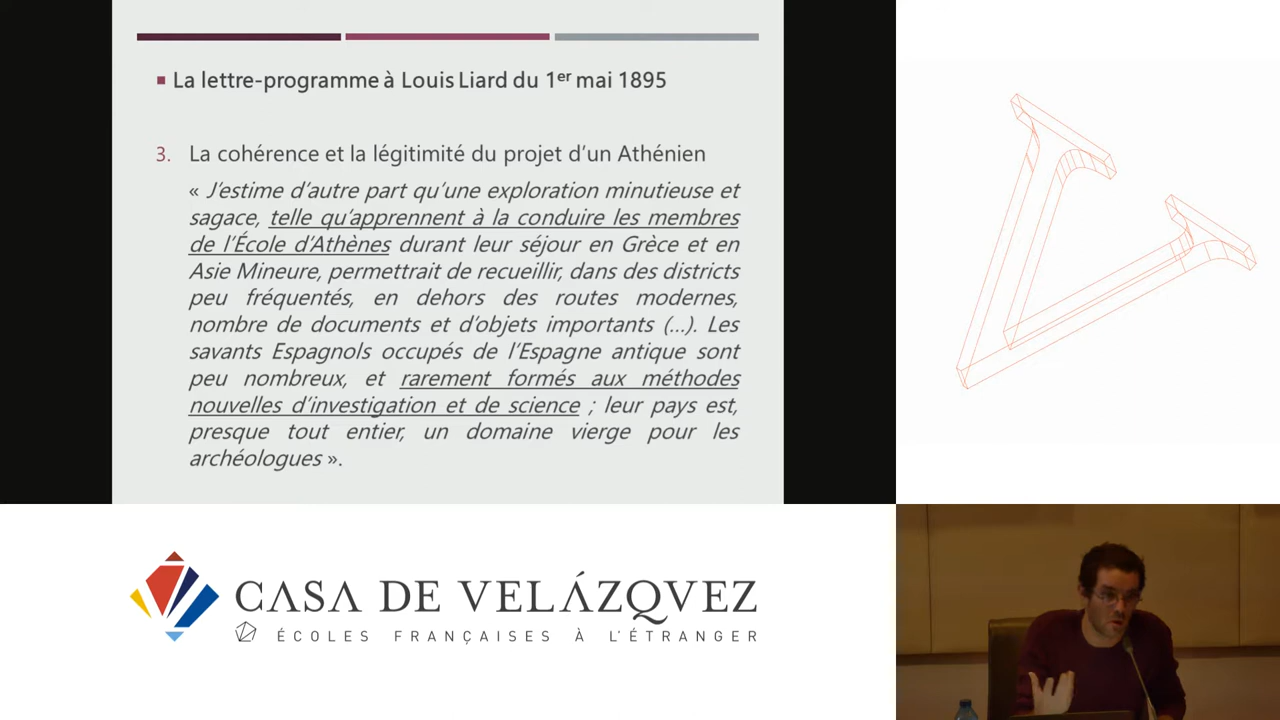 La lettre-programme à Louis Liard du 1er mai 1895
3. La cohérence et la légitimité du projet d'un Athénien
« J'estime d'autre part qu'une exploration minutieuse et
sagace, telle qu'apprennent à la conduire les membres
de l'École d'Athènes durant leur séjour en Grèce et en
Asie Mineure, permettrait de recueillir, dans des districts
peu fréquentés, en dehors des routes modernes,
nombre de documents et d'objets importants (...). Les
savants Espagnols occupés de l'Espagne antique sont
peu nombreux, et rarement formés aux méthodes
nouvelles d'investigation et de science ; leur pays est,
presque tout entier, un domaine vierge pour les
archéologues ».
CASA DE VELÁZQVEZ
ÉCOLES FRANÇAISES À L'ÉTRANGER